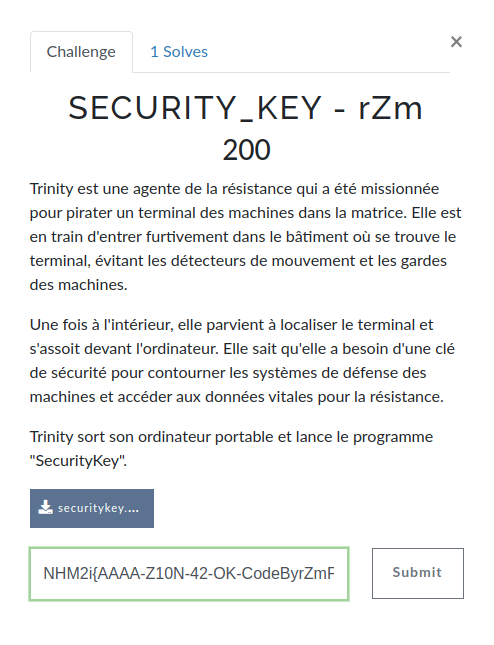 Challenge
1 Solves
×
SECURITY_KEY - rZm
200
Trinity est une agente de la résistance qui a été missionnée
pour pirater un terminal des machines dans la matrice. Elle est
en train d'entrer furtivement dans le bâtiment où se trouve le
terminal, évitant les détecteurs de mouvement et les gardes
des machines.
Une fois à l'intérieur, elle parvient à localiser le terminal et
s'assoit devant l'ordinateur. Elle sait qu'elle a besoin d'une clé
de sécurité pour contourner les systèmes de défense des
machines et accéder aux données vitales pour la résistance.
Trinity sort son ordinateur portable et lance le programme
"SecurityKey".
securitykey....
NHM2i{AAAA-Z10N-42-OK-CodeByrZmF
Submit